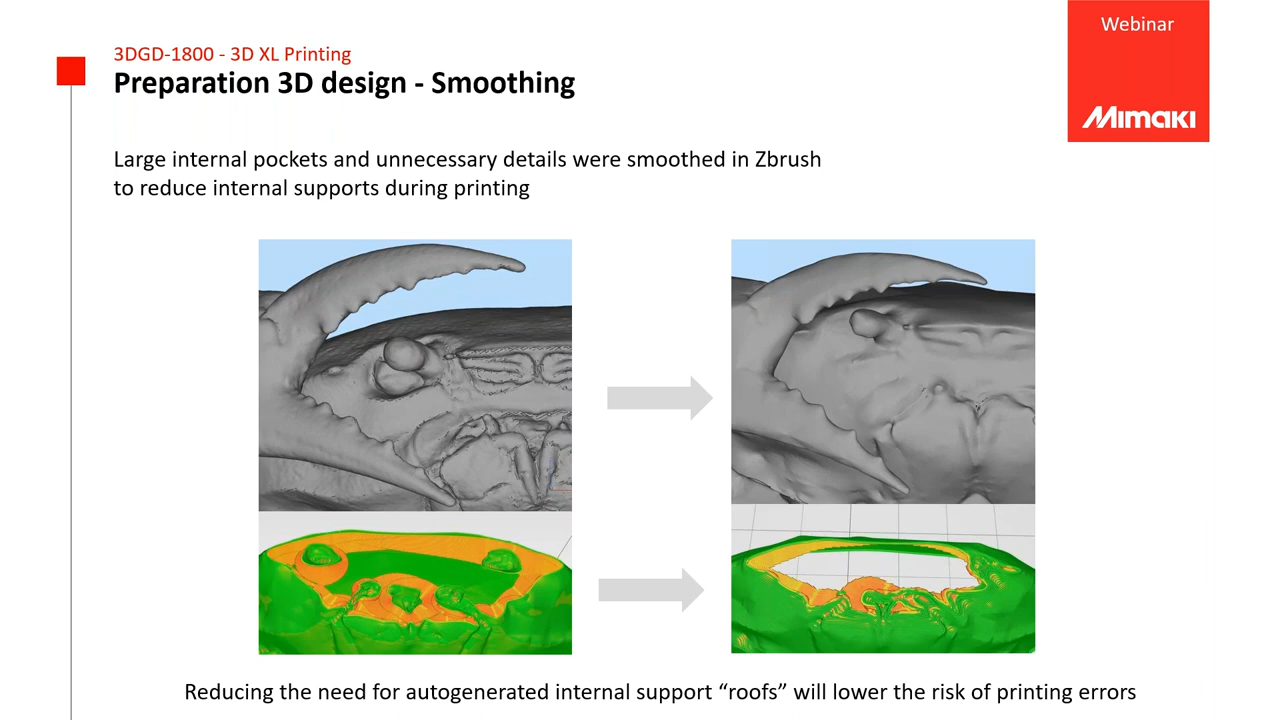 Webinar
Mimaki
3DGD-1800 - 3D XL Printing
Preparation 3D design - Smoothing
Large internal pockets and unnecessary details were smoothed in Zbrush
to reduce internal supports during printing
Reducing the need for autogenerated internal support “roofs” will lower the risk of printing errors